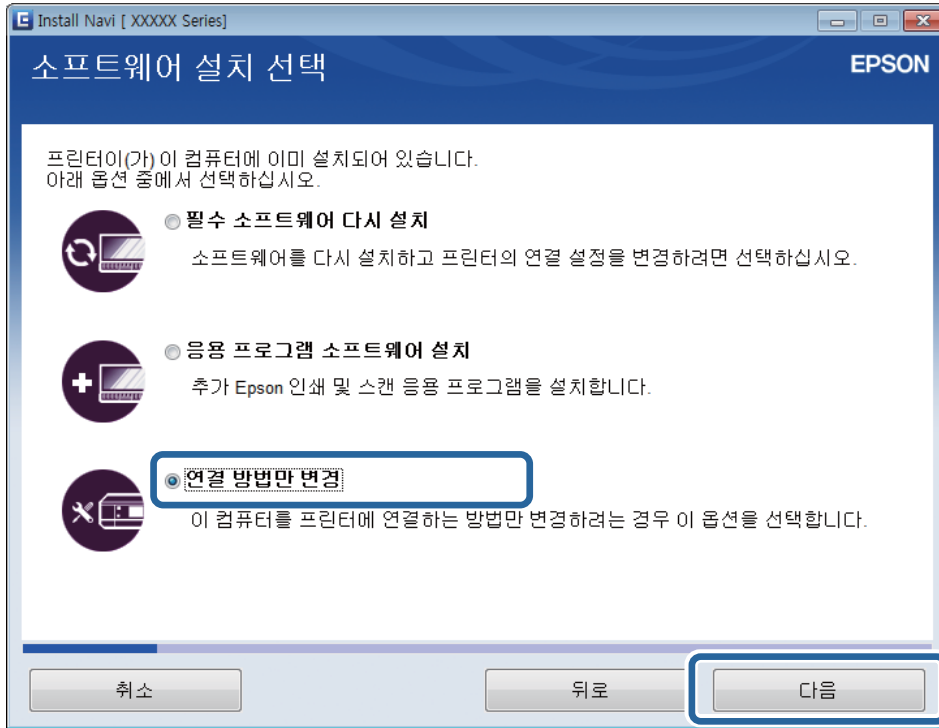 Install Navi [ XXXXX Series]
소프트웨어 설치 선택
EPSON
프린터이(가) 이 컴퓨터에 이미 설치되어 있습니다.
아래 옵션 중에서 선택하십시오.
필수 소프트웨어 다시 설치
소프트웨어를 다시 설치하고 프린터의 연결 설정을 변경하려면 선택하십시오.
응용 프로그램 소프트웨어 설치
추가 Epson 인쇄 및 스캔 응용 프로그램을 설치합니다.
연결 방법만 변경
이 컴퓨터를 프린터에 연결하는 방법만 변경하려는 경우 이 옵션을 선택합니다.
취소
뒤로
다음